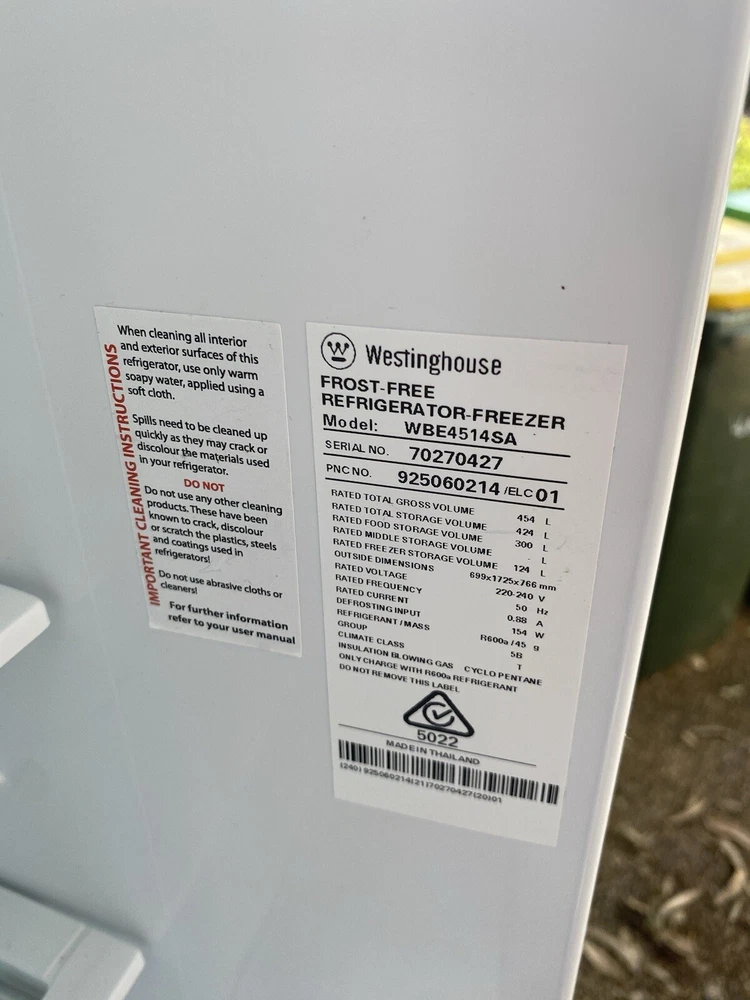 IMPORTANT CLEANING INSTRUCTIONS
When cleaning all interior
and exterior surfaces of this
refrigerator, use only warm
soapy water, applied using a
soft cloth.
Spills need to be cleaned up
quickly as they may crack or
discolour the materials used
in your refrigerator.
DO NOT
Do not use any other cleaning
products. These have been
known to crack, discolour
or scratch the plastics, steels
and coatings used in
refrigerators!
Do not use abrasive cloths or
cleaners!
For further information
refer to your user manual
W Westinghouse
FROST-FREE
REFRIGERATOR-FREEZER
Model: WBE4514SA
SERIAL NO. 70270427
PNC NO. 925060214 /ELC 01
RATED TOTAL GROSS VOLUME 454 L
RATED TOTAL STORAGE VOLUME 424 L
RATED FOOD STORAGE VOLUME 300 L
RATED MIDDLE STORAGE VOLUME - L
RATED FREEZER STORAGE VOLUME 124 L
OUTSIDE DIMENSIONS 699x1725x766 mm
RATED VOLTAGE 220-240 V
RATED FREQUENCY 50 Hz
RATED CURRENT 0.88 A
DEFROSTING INPUT 154 W
REFRIGERANT / MASS R600a / 45 g
GROUP 5B
CLIMATE CLASS T
INSULATION BLOWING GAS CYCLO PENTANE
ONLY CHARGE WITH R600a REFRIGERANT
DO NOT REMOVE THIS LABEL
5022
MADE IN THAILAND
(240) 925060214(21)70270427(20)01